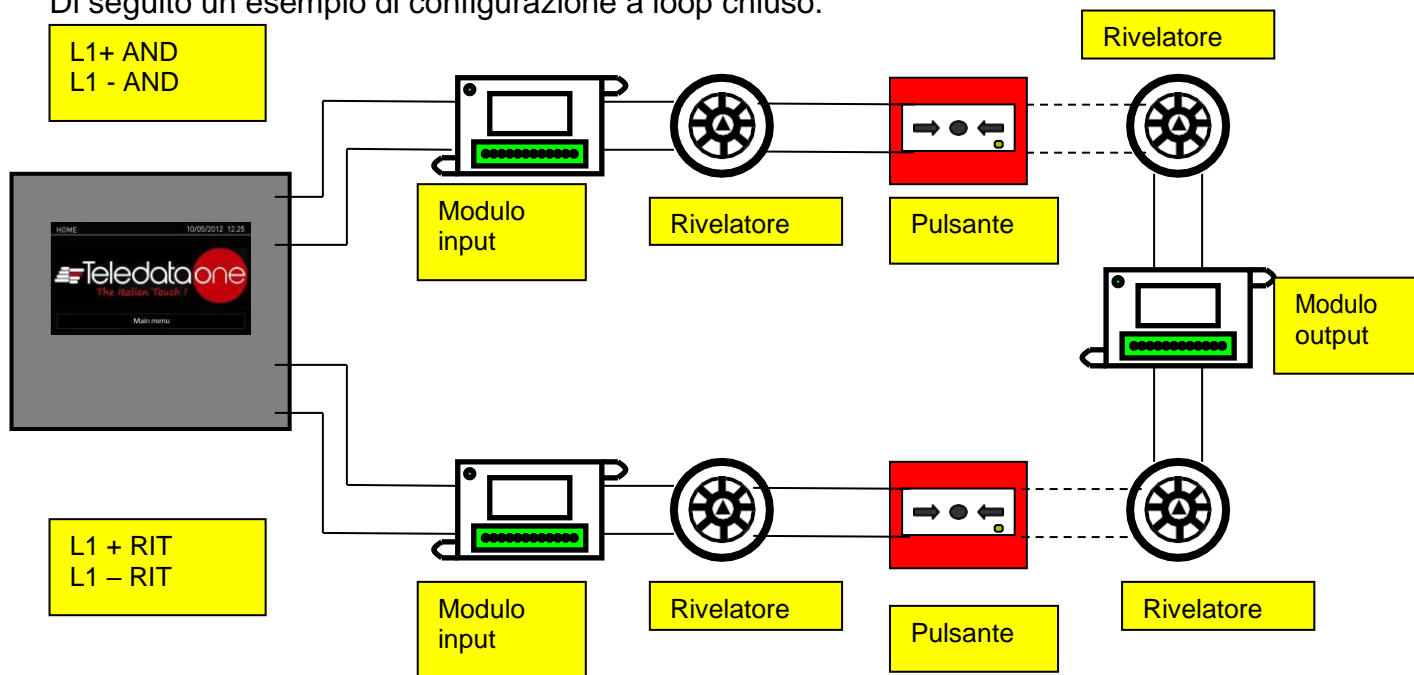 Di seguito un esempio di configurazione a loop chiuso:
L1+ AND
L1 - AND
Rivelatore
Modulo
input
Rivelatore
Pulsante
HOME 10/05/2012 12.25
Teledata one
The Italian Touch !
Main menu
Modulo
output
L1 + RIT
L1 – RIT
Modulo
input
Rivelatore
Pulsante
Rivelatore